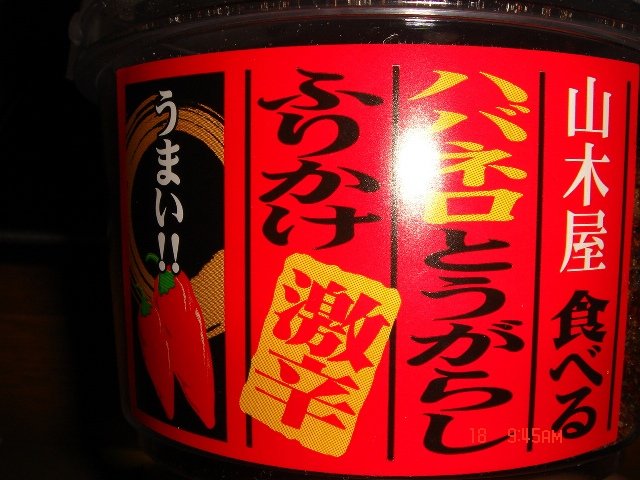 山木屋 食べる
ハバネロとうがらし
ふりかけ
激辛
うまい!!
18 9:45AM